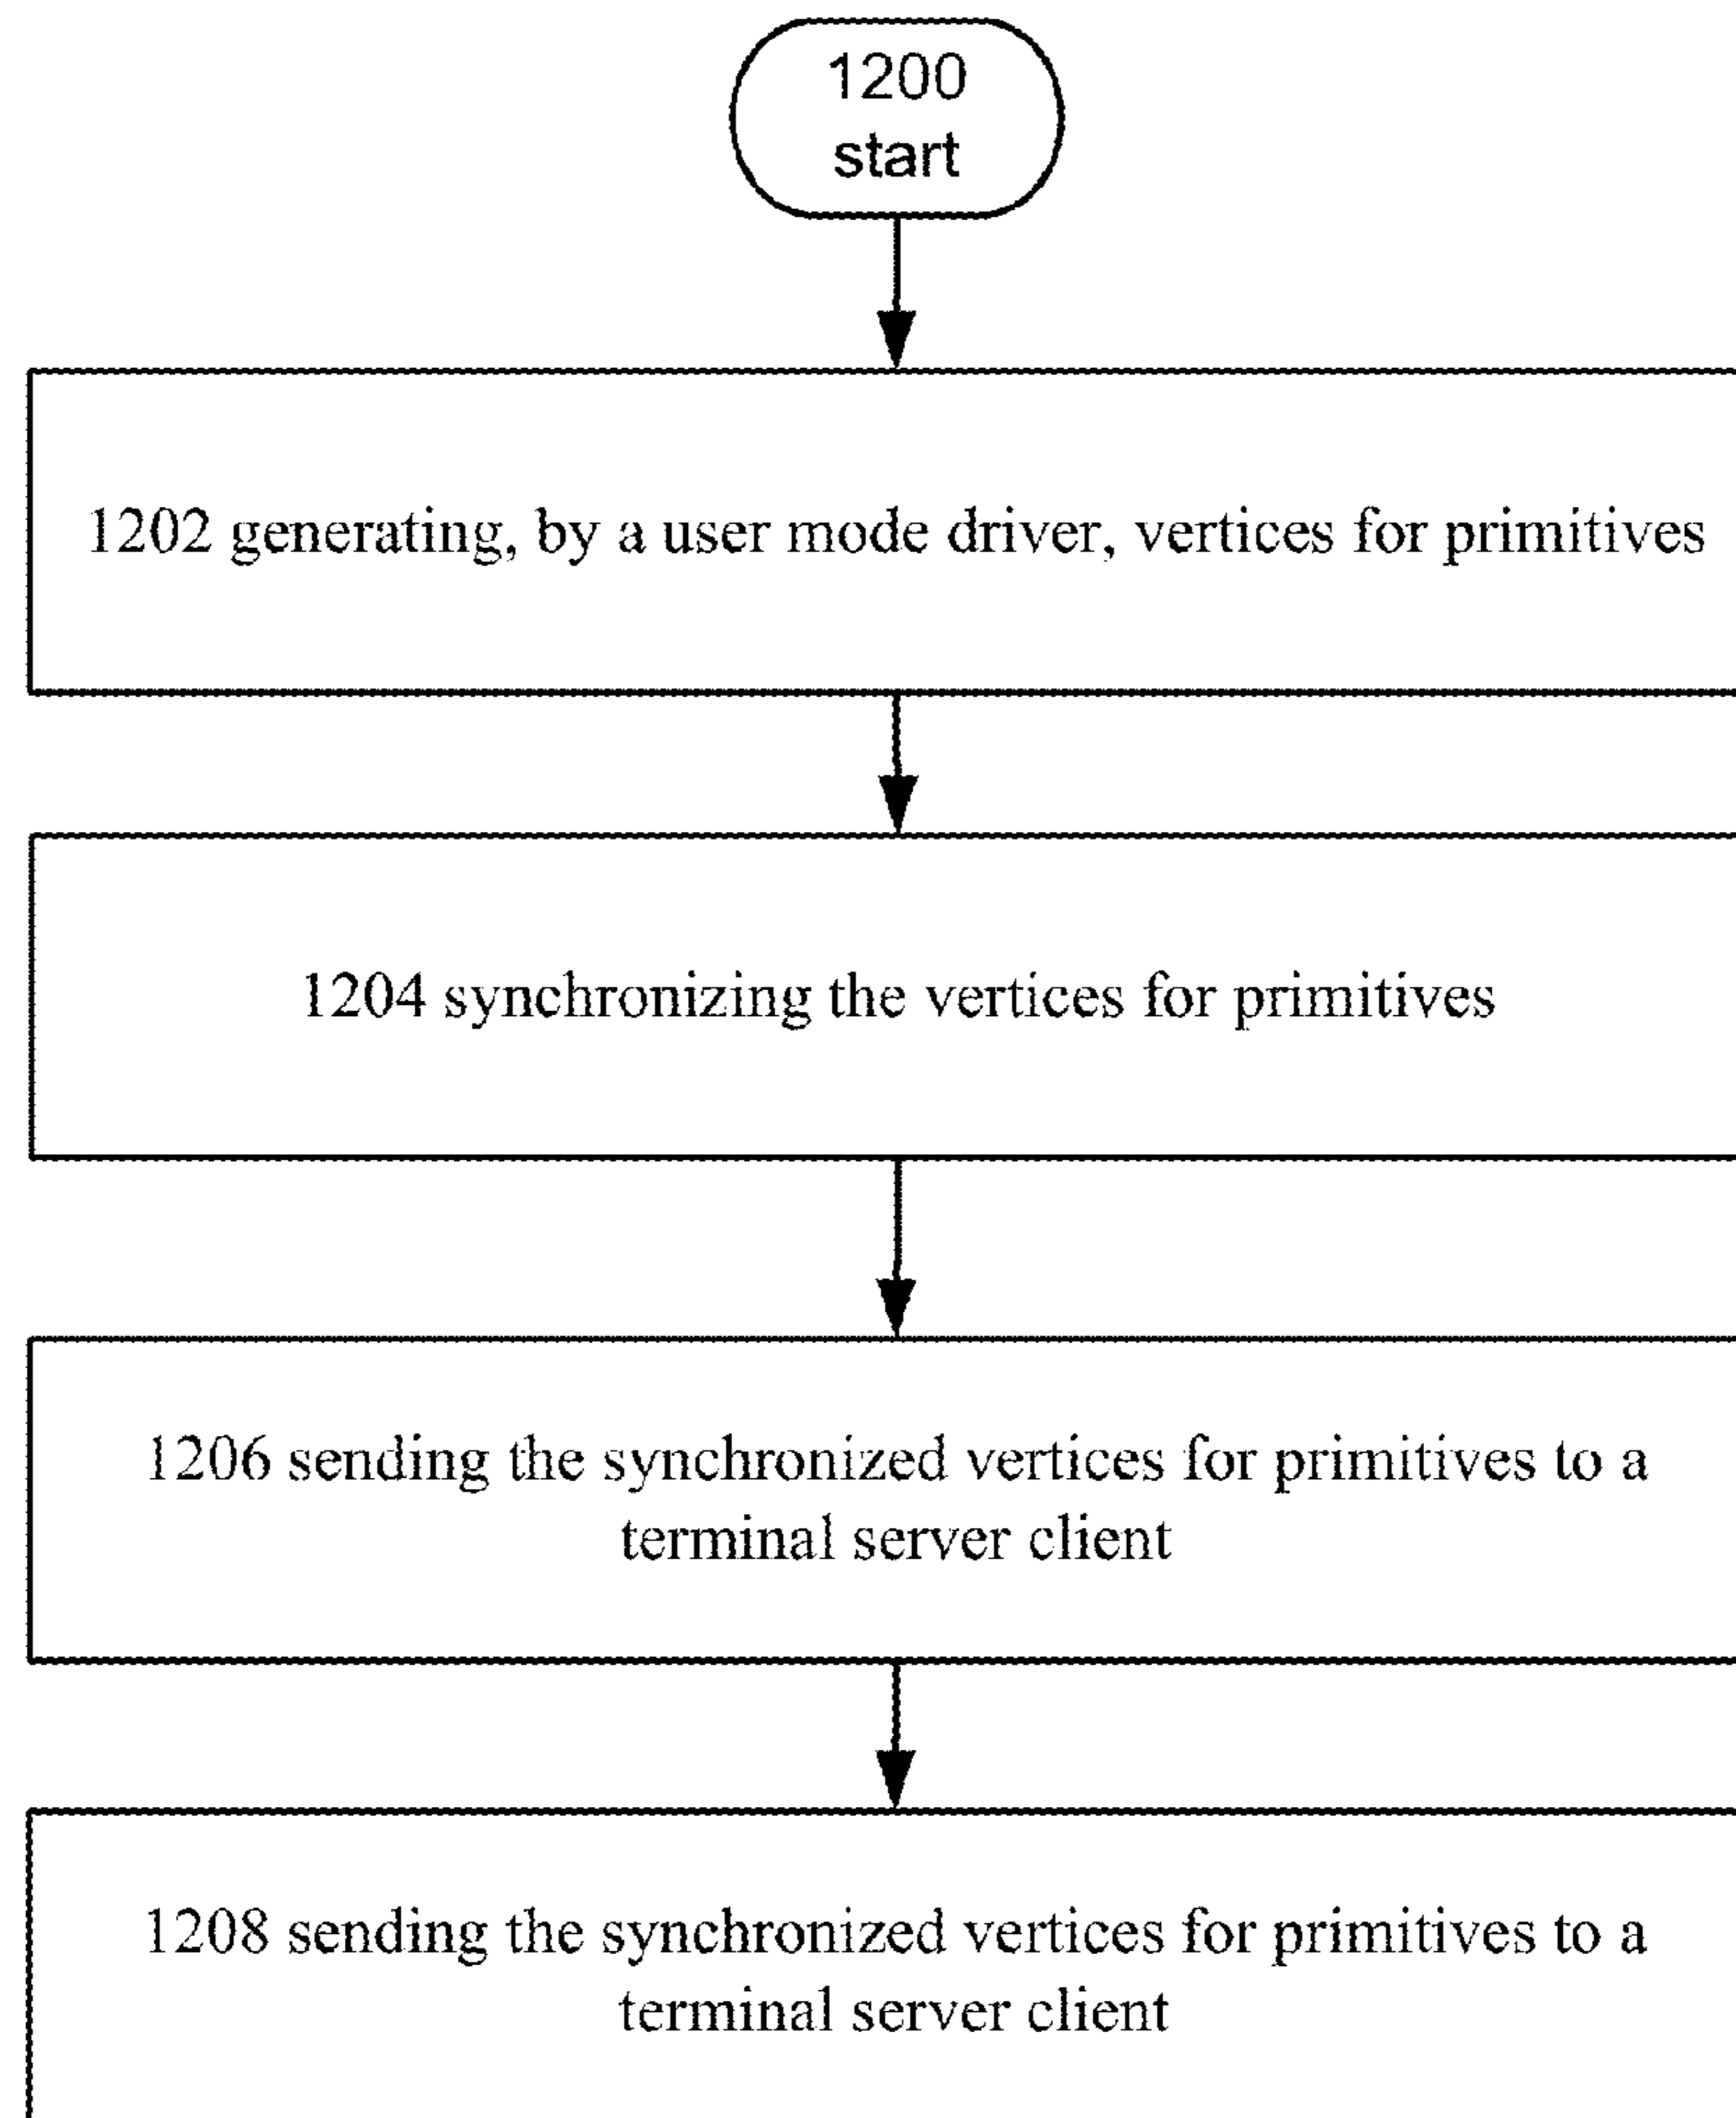 1200
start
1202 generating, by a user mode driver, vertices for primitives
1204 synchronizing the vertices for primitives
1206 sending the synchronized vertices for primitives to a
terminal server client
1208 sending the synchronized vertices for primitives to a
terminal server client